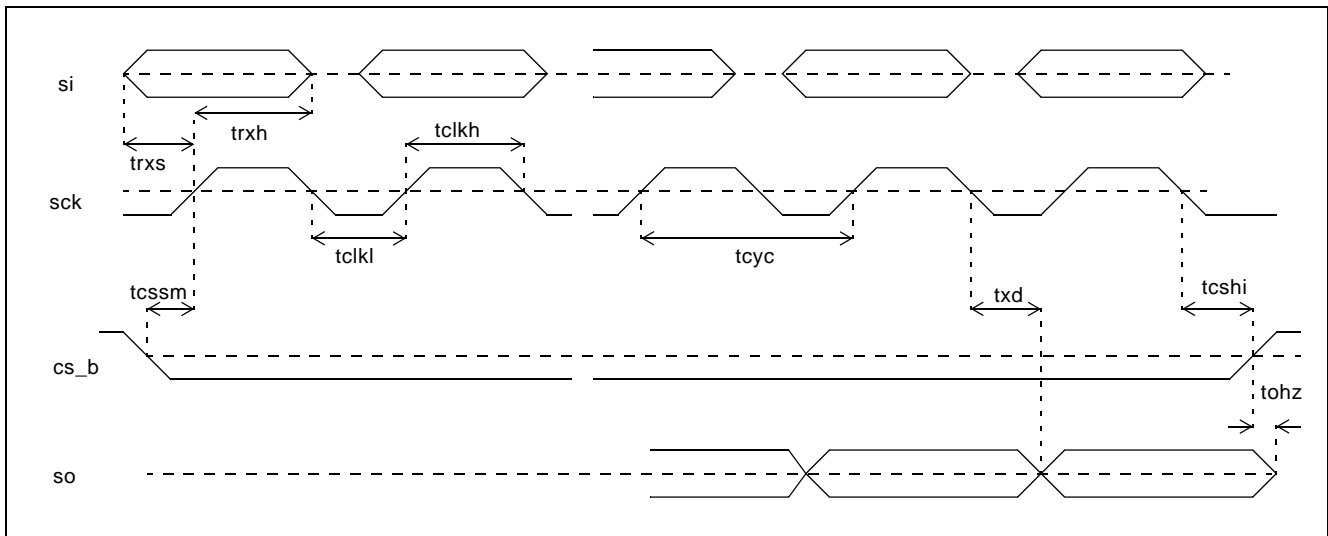 si
trxh
tclkh
trxs
sck
tclkl
tcyc
tcssm
txd
tcshi
cs_b
tohz
so